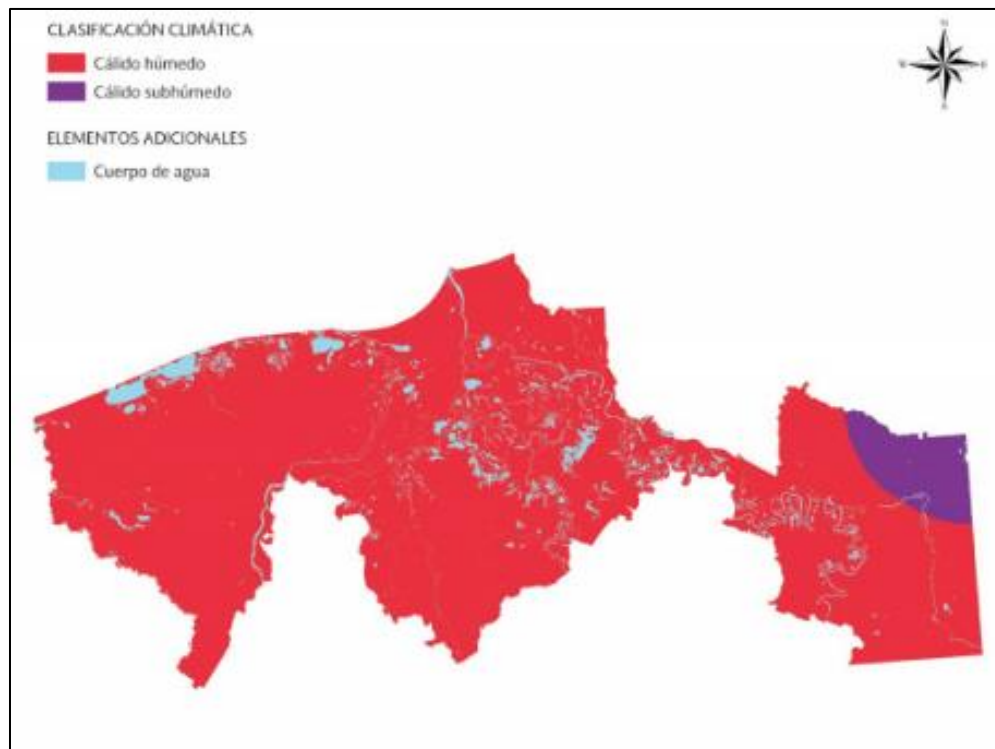 CLASIFICACIÓN CLIMÁTICA
Cálido húmedo
Cálido subhúmedo
ELEMENTOS ADICIONALES
Cuerpo de agua
N
S